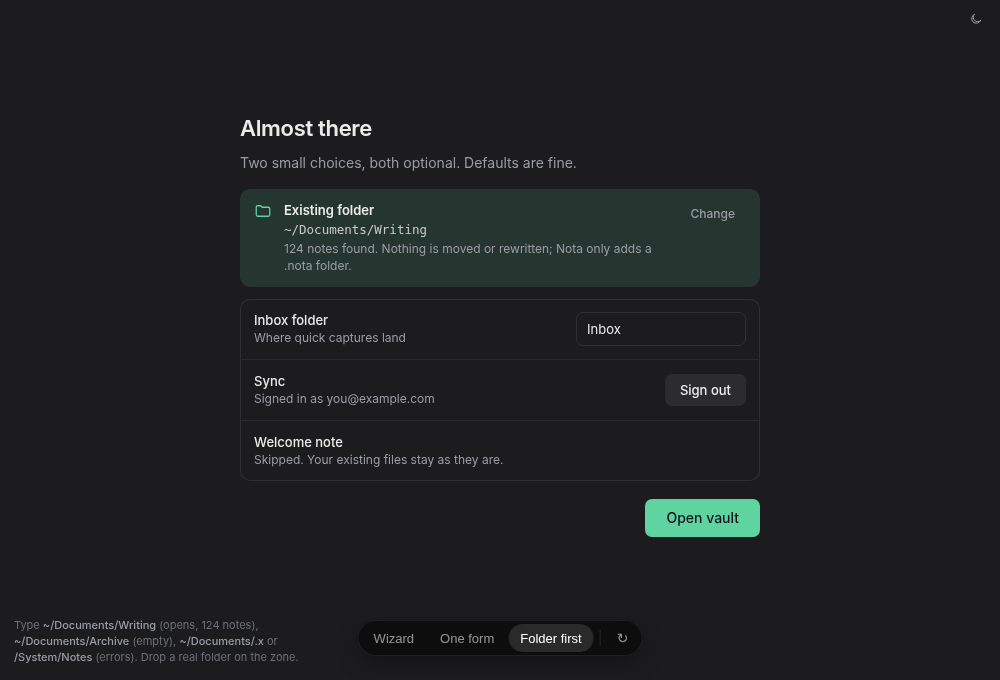 Almost there
Two small choices, both optional. Defaults are fine.
Existing folder
Change
~/Documents/Writing
124 notes found. Nothing is moved or rewritten; Nota only adds a
.nota folder.
Inbox folder
Where quick captures land
Inbox
Sync
Signed in as you@example.com
Sign out
Welcome note
Skipped. Your existing files stay as they are.
Open vault
Type ~/Documents/Writing (opens, 124 notes),
~/Documents/Archive (empty), ~/Documents/.x or
/System/Notes (errors). Drop a real folder on the zone.
Wizard One form Folder first